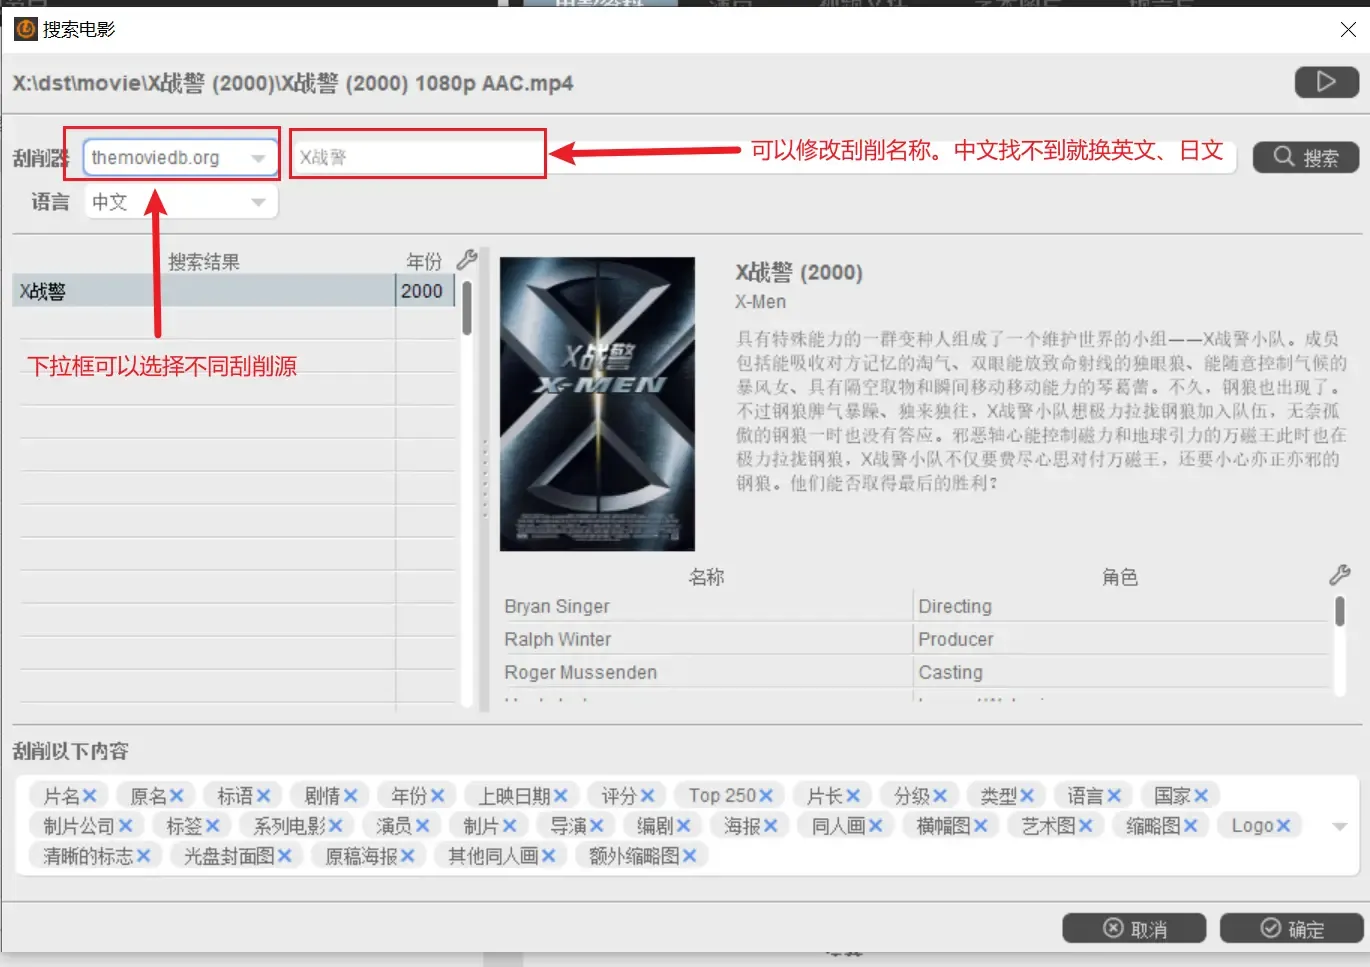 搜索电影
X:\dst\movie\X战警 (2000)\X战警 (2000) 1080p AAC.mp4
刮削器 themoviedb.org X战警 可以修改刮削名称。中文找不到就换英文、日文 搜索
语言 中文
搜索结果 年份
X战警 2000
下拉框可以选择不同刮削源
X战警
X-MEN
X战警 (2000)
X-Men
具有特殊能力的一群变种人组成了一个维护世界的小组——X战警小队。成员
包括能吸收对方记忆的淘气、双眼能放致命射线的独眼狼、能随意控制气候的
暴风女、具有隔空取物和瞬间移动移动能力的琴葛蕾。不久，钢狼也出现了。
不过钢狼脾气暴躁、独来独往，X战警小队想极力拉拢钢狼加入队伍，无奈孤
傲的钢狼一时也没有答应。邪恶轴心能控制磁力和地球引力的万磁王此时也在
极力拉拢钢狼，X战警小队不仅要费尽心思对付万磁王，还要小心亦正亦邪的
钢狼。他们能否取得最后的胜利？
名称 角色
Bryan Singer Directing
Ralph Winter Producer
Roger Mussenden Casting
刮削以下内容
片名 原名 标语 剧情 年份 上映日期 评分 Top 250 片长 分级 类型 语言 国家
制片公司 标签 系列电影 演员 制片 导演 编剧 海报 同人画 横幅图 艺术图 缩略图 Logo
清晰的标志 光盘封面图 原稿海报 其他同人画 额外缩略图
取消 确定